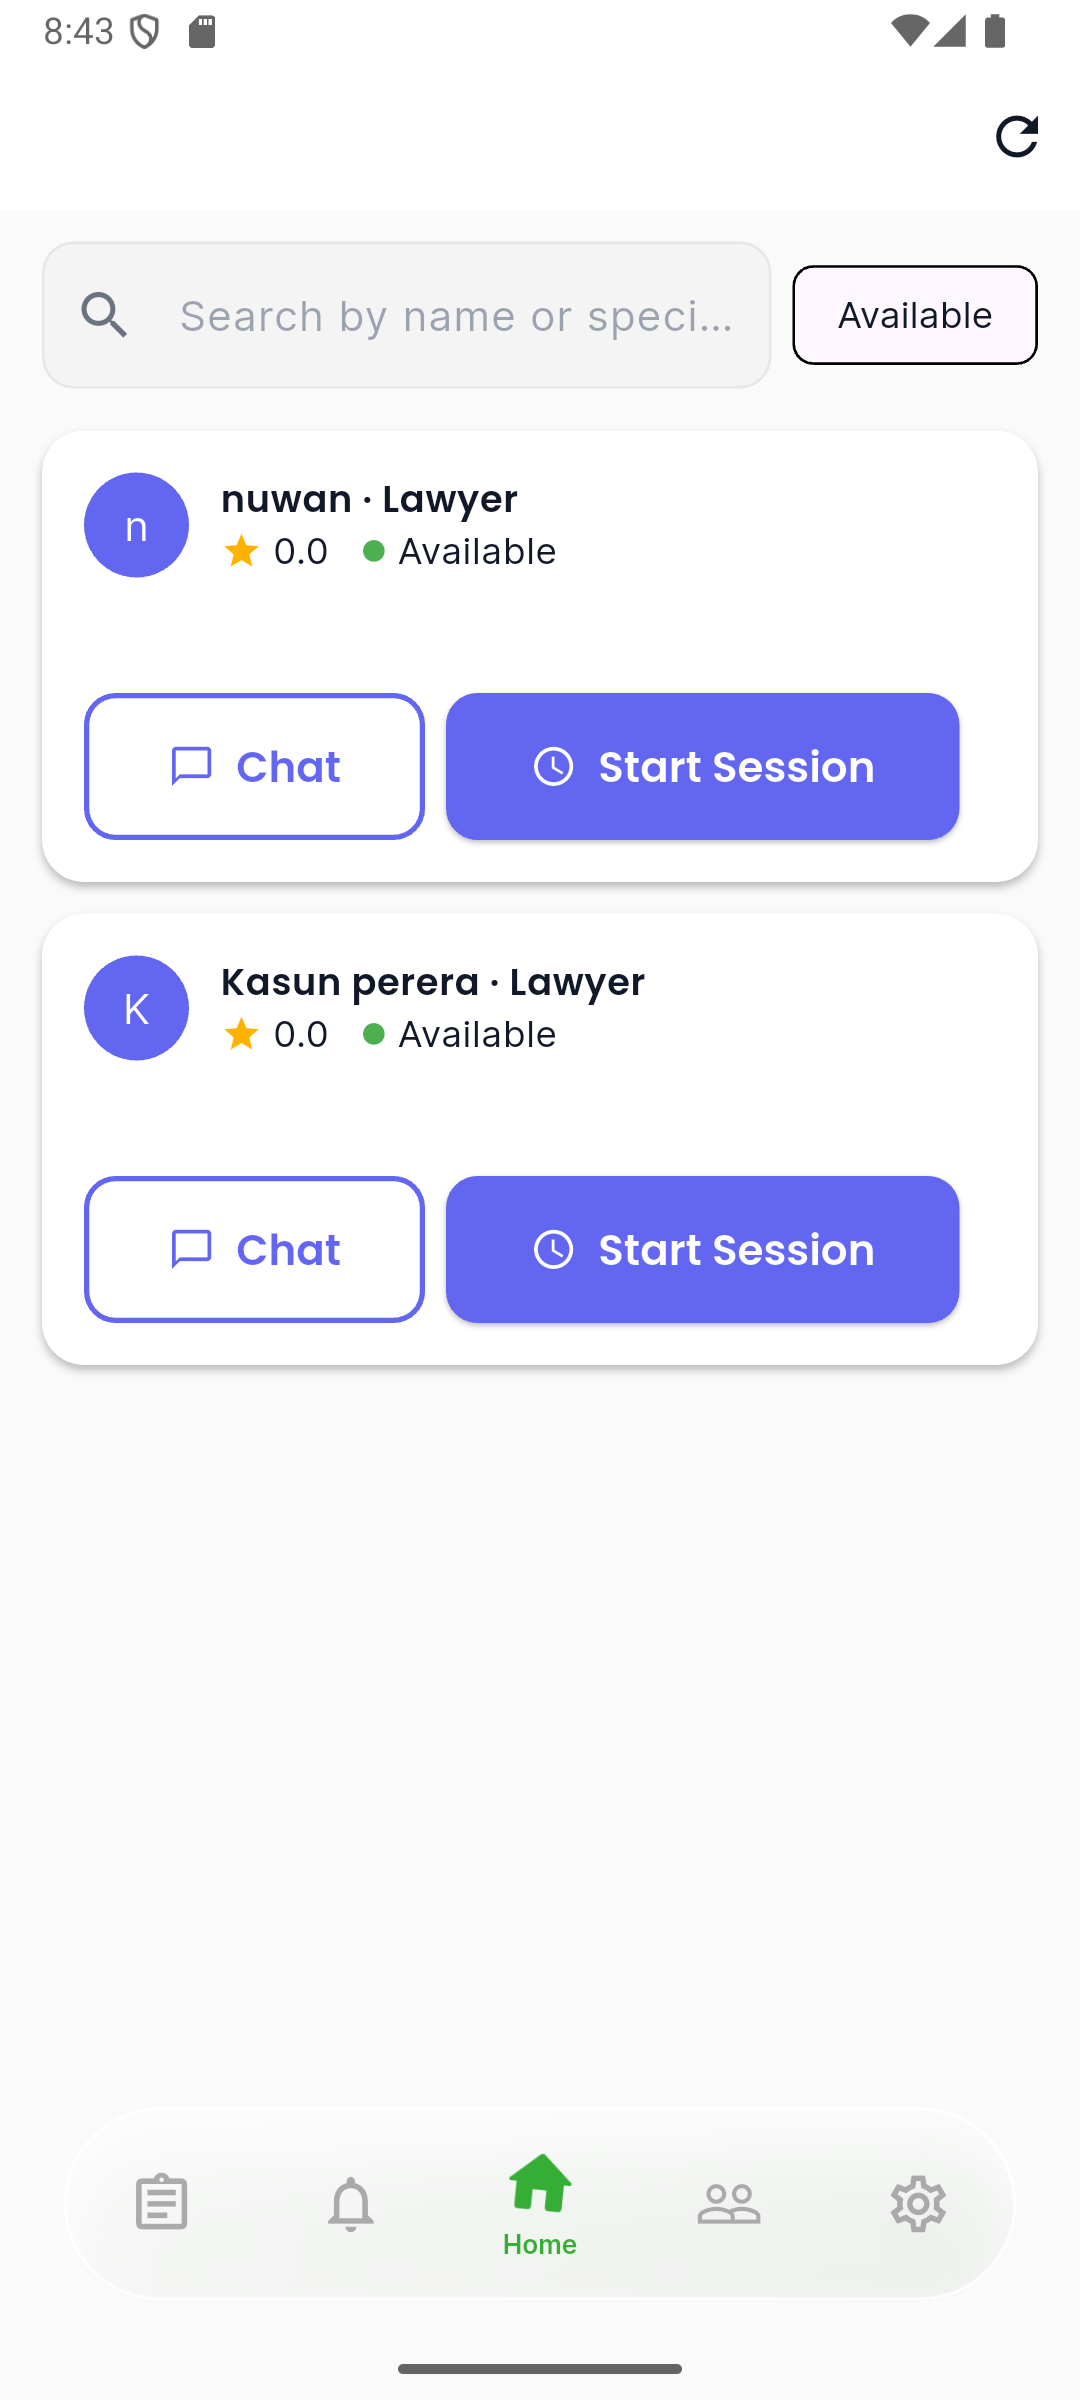 8:43
Search by name or speci...
Available
n
nuwan · Lawyer
0.0 Available
Chat
Start Session
K
Kasun perera · Lawyer
0.0 Available
Chat
Start Session
Home